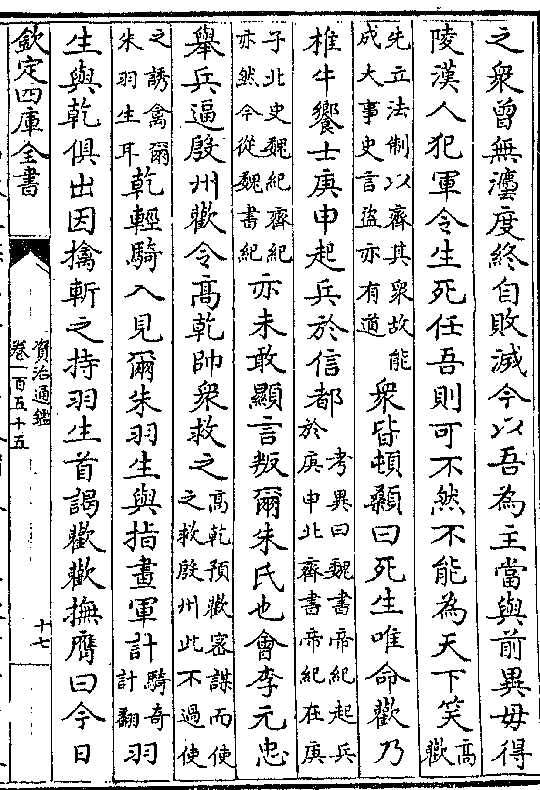 之衆曾無灋度終自敗滅今以吾為主當與前異毋得
陵漢人犯軍令生死任吾則可不然不能為天下笑高歡
先立法制以齊其衆故能
成大事史言盜亦有道
衆皆頓顙曰死生唯命歡乃
椎牛饗士庚申起兵於信都
考異曰魏書帝紀起兵
於庚申北齊書帝紀在庚
子北史魏紀齊紀
亦然今從魏書紀
亦未敢顯言叛爾朱氏也會李元忠
舉兵逼殷州歡令高乾帥衆救之
高乾預歡密謀而使
之救殷州此不過使
之誘禽爾
朱羽生耳
乾輕騎入見爾朱羽生與指畫軍計
騎奇
計翻
羽
生與乾俱出因擒斬之持羽生首謁歡歡撫膺曰今日
欽定四庫全書
資治通鑑
卷一百五十五
十七